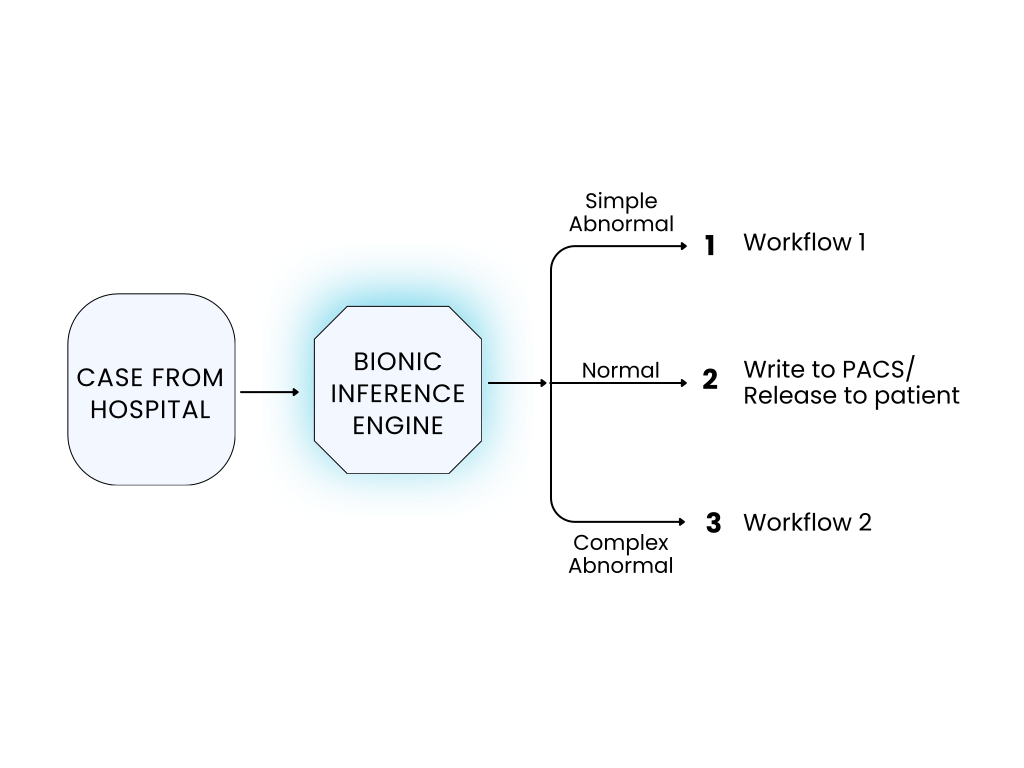 CASE FROM
HOSPITAL
BIONIC
INFERENCE
ENGINE
Simple
Abnormal
1 Workflow 1
Normal
2 Write to PACS/
Release to patient
3 Workflow 2
Complex
Abnormal